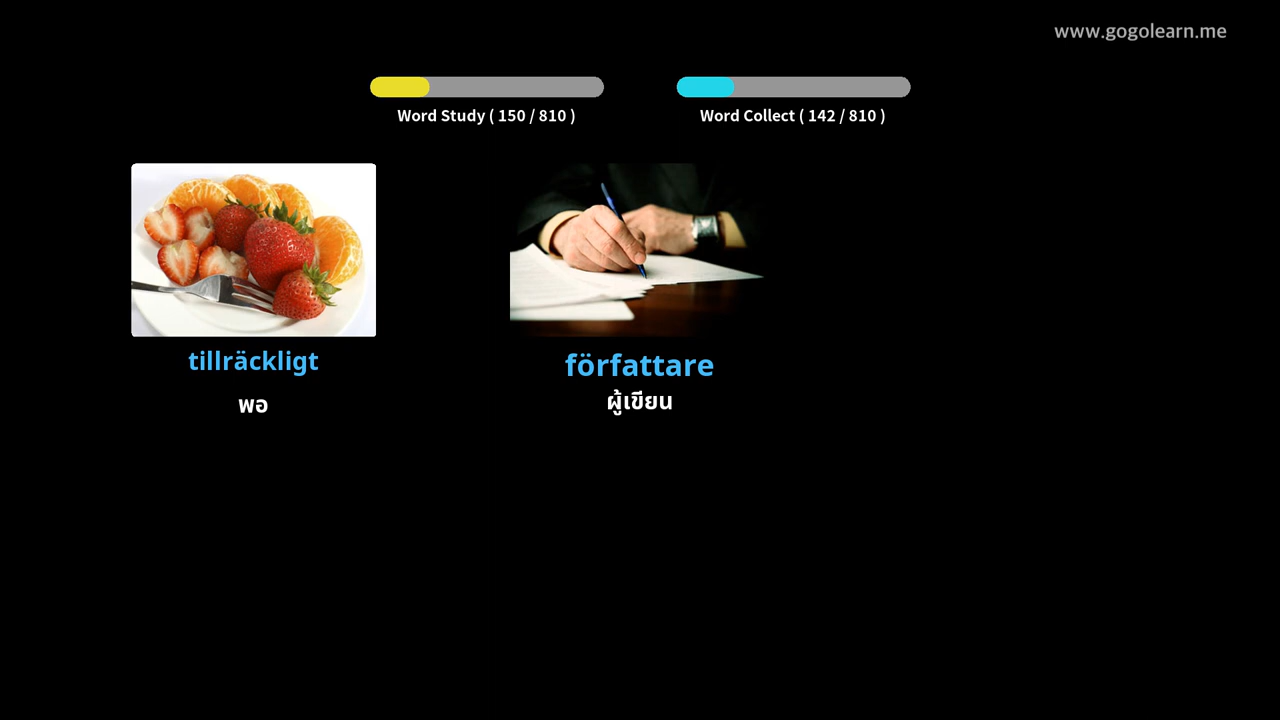 www.gogolearn.me
Word Study ( 150 / 810 )
Word Collect ( 142 / 810 )
tillräckligt
พอ
författare
ผู้เขียน